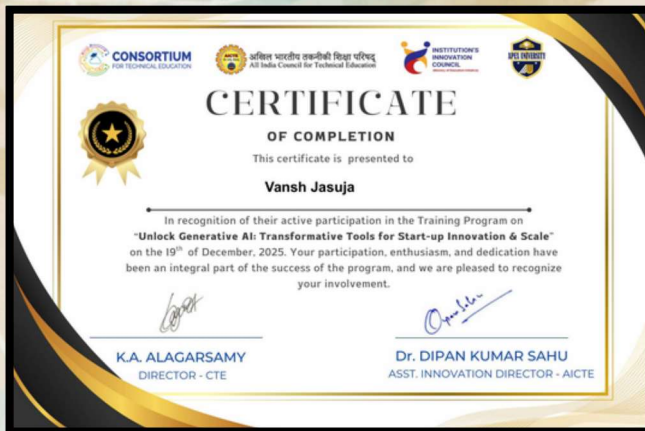 CONSORTIUM
FOR TECHNICAL EDUCATION
अखिल भारतीय तकनीकी शिक्षा परिषद्
All India Council for Technical Education
INSTITUTION'S
INNOVATION
COUNCIL
APEX UNIVERSITY
CERTIFICATE
OF COMPLETION
This certificate is presented to
Vansh Jasuja
In recognition of their active participation in the Training Program on
"Unlock Generative AI: Transformative Tools for Start-up Innovation & Scale"
on the 19th of December, 2025. Your participation, enthusiasm, and dedication have
been an integral part of the success of the program, and we are pleased to recognize
your involvement.
K.A. ALAGARSAMY
DIRECTOR - CTE
Dr. DIPAN KUMAR SAHU
ASST. INNOVATION DIRECTOR - AICTE